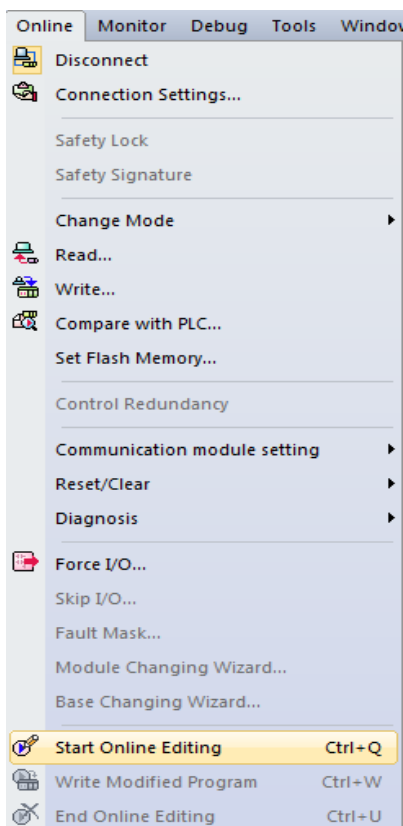 Online Monitor Debug Tools Window
Disconnect
Connection Settings...
Safety Lock
Safety Signature
Change Mode
Read...
Write...
Compare with PLC...
Set Flash Memory...
Control Redundancy
Communication module setting
Reset/Clear
Diagnosis
Force I/O...
Skip I/O...
Fault Mask...
Module Changing Wizard...
Base Changing Wizard...
Start Online Editing Ctrl+Q
Write Modified Program Ctrl+W
End Online Editing Ctrl+U